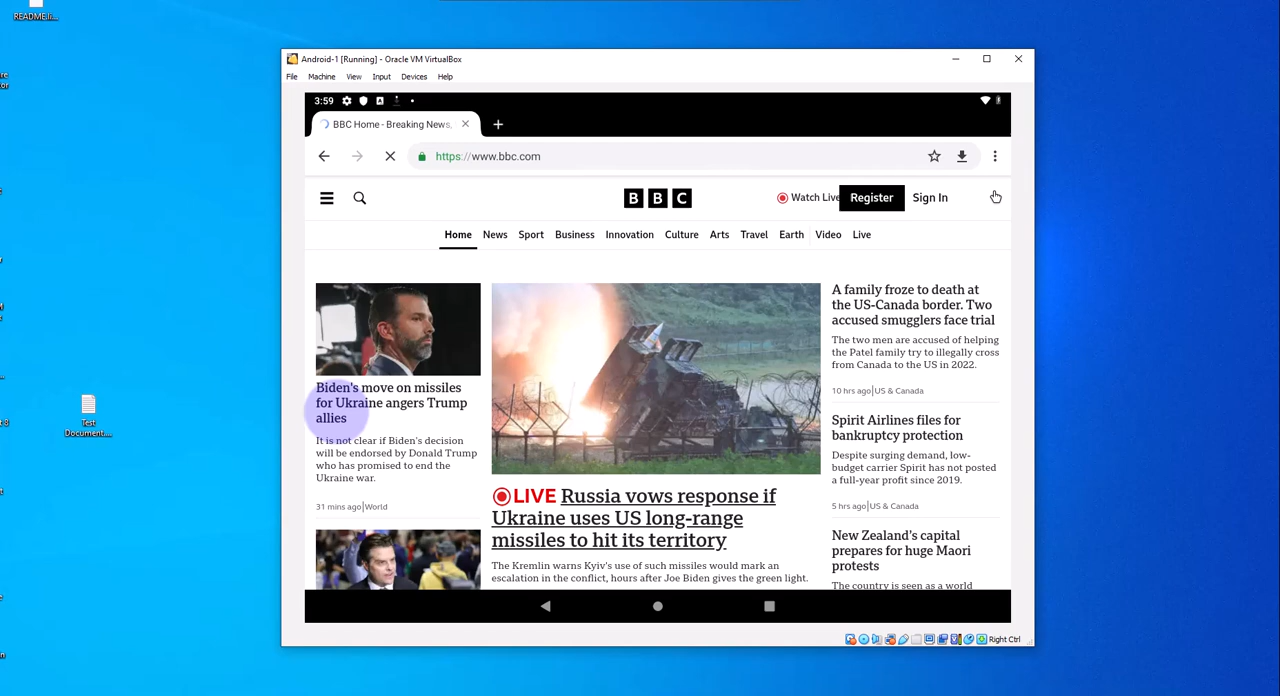 README.li...
Android-1 [Running] - Oracle VM VirtualBox
File Machine View Input Devices Help
3:59
BBC Home - Breaking News,
https://www.bbc.com
BBC
Watch Live
Register
Sign In
Home News Sport Business Innovation Culture Arts Travel Earth Video Live
Biden's move on missiles
for Ukraine angers Trump
allies
It is not clear if Biden's decision
will be endorsed by Donald Trump
who has promised to end the
Ukraine war.
31 mins ago|World
LIVE Russia vows response if
Ukraine uses US long-range
missiles to hit its territory
The Kremlin warns Kyiv's use of such missiles would mark an
escalation in the conflict, hours after Joe Biden gives the green light.
A family froze to death at
the US-Canada border. Two
accused smugglers face trial
The two men are accused of helping
the Patel family try to illegally cross
from Canada to the US in 2022.
10 hrs ago|US & Canada
Spirit Airlines files for
bankruptcy protection
Despite surging demand, low-
budget carrier Spirit has not posted
a full-year profit since 2019.
5 hrs ago|US & Canada
New Zealand's capital
prepares for huge Maori
protests
The country is seen as a world
Test
Document....
Right Ctrl